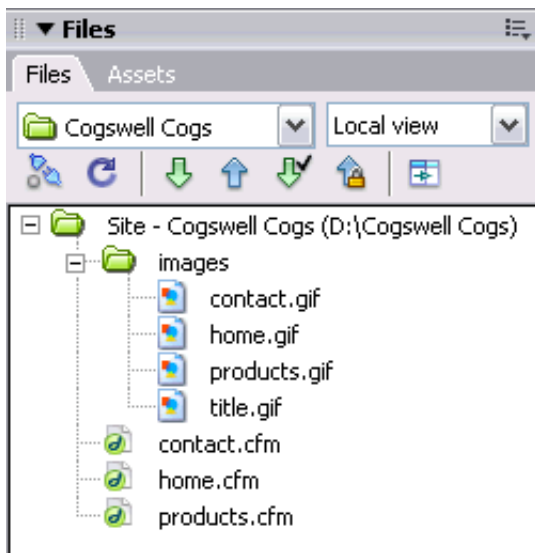 Files
Files Assets
Cogswell Cogs Local view
Site - Cogswell Cogs (D:\Cogswell Cogs)
images
contact.gif
home.gif
products.gif
title.gif
contact.cfm
home.cfm
products.cfm